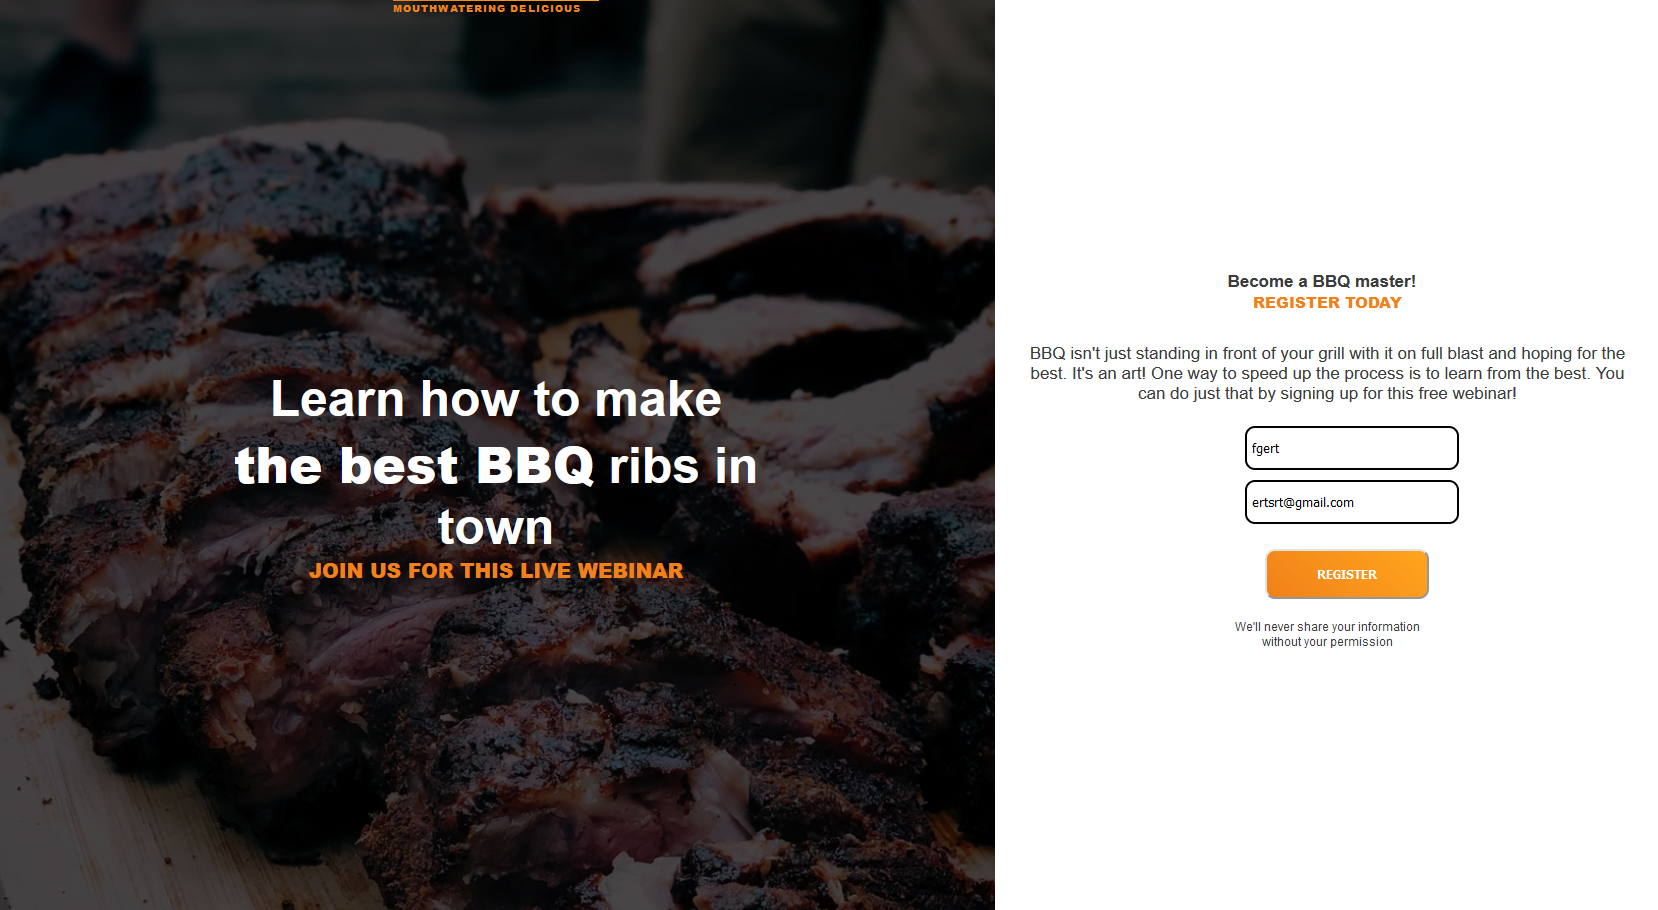 MOUTHWATERING DELICIOUS
Learn how to make
the best BBQ ribs in
town
JOIN US FOR THIS LIVE WEBINAR
Become a BBQ master!
REGISTER TODAY
BBQ isn't just standing in front of your grill with it on full blast and hoping for the
best. It's an art! One way to speed up the process is to learn from the best. You
can do just that by signing up for this free webinar!
fgert
ertsrt@gmail.com
REGISTER
We'll never share your information
without your permission